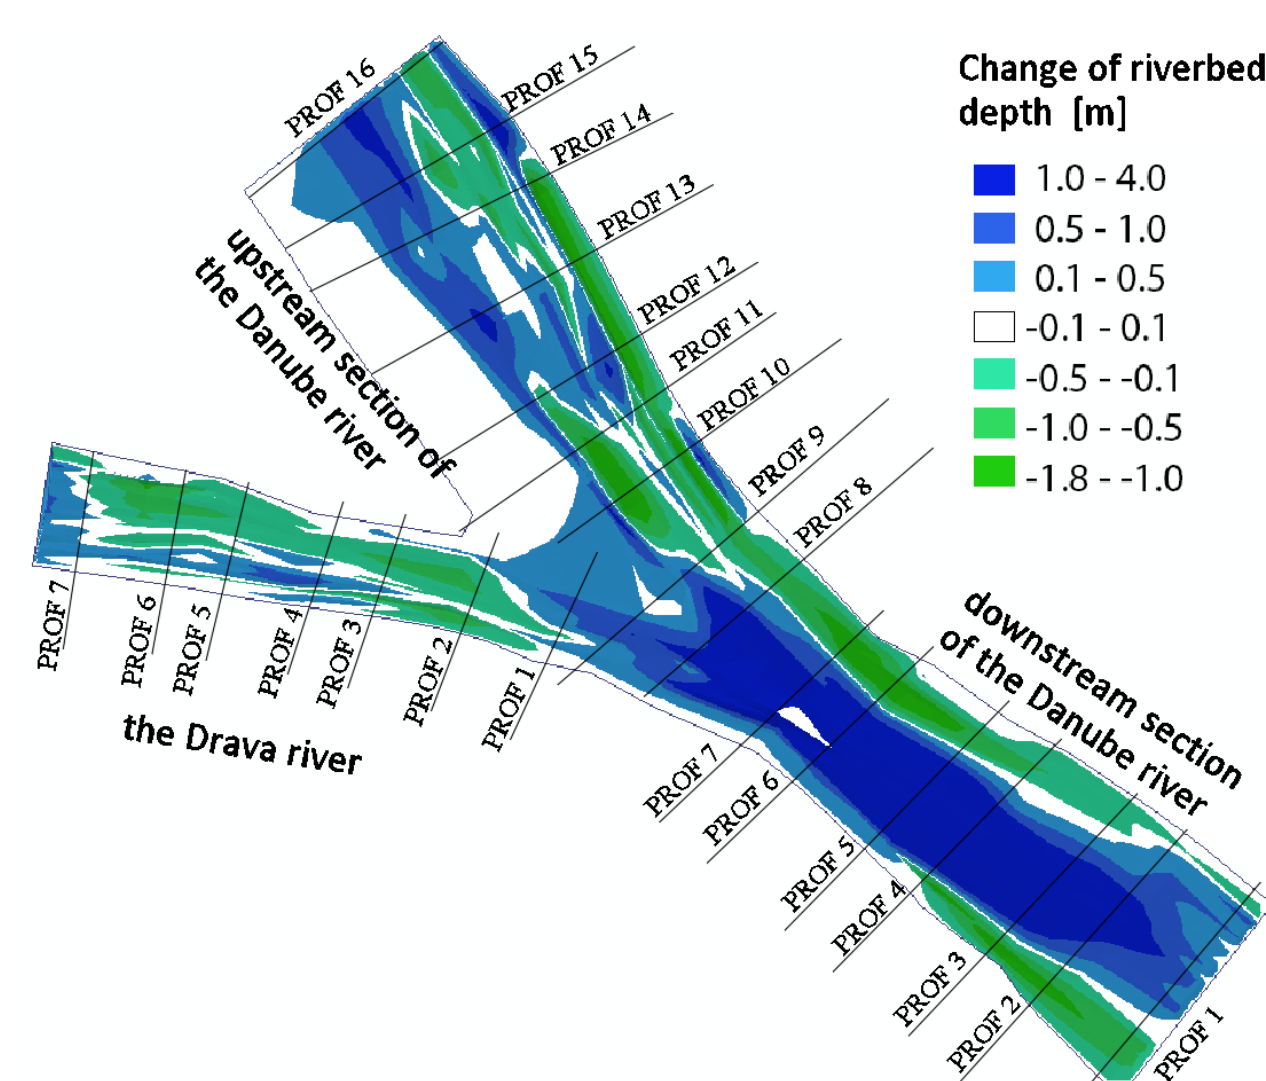 Change of riverbed
depth [m]
1.0 - 4.0
0.5 - 1.0
0.1 - 0.5
-0.1 - 0.1
-0.5 - -0.1
-1.0 - -0.5
-1.8 - -1.0
PROF 16
PROF 15
PROF 14
PROF 13
PROF 12
PROF 11
PROF 10
PROF 9
PROF 8
upstream section of
the Danube river
PROF 7
PROF 6
PROF 5
PROF 4
PROF 3
PROF 2
PROF 1
the Drava river
downstream section
of the Danube river
PROF 7
PROF 6
PROF 5
PROF 4
PROF 3
PROF 2
PROF 1